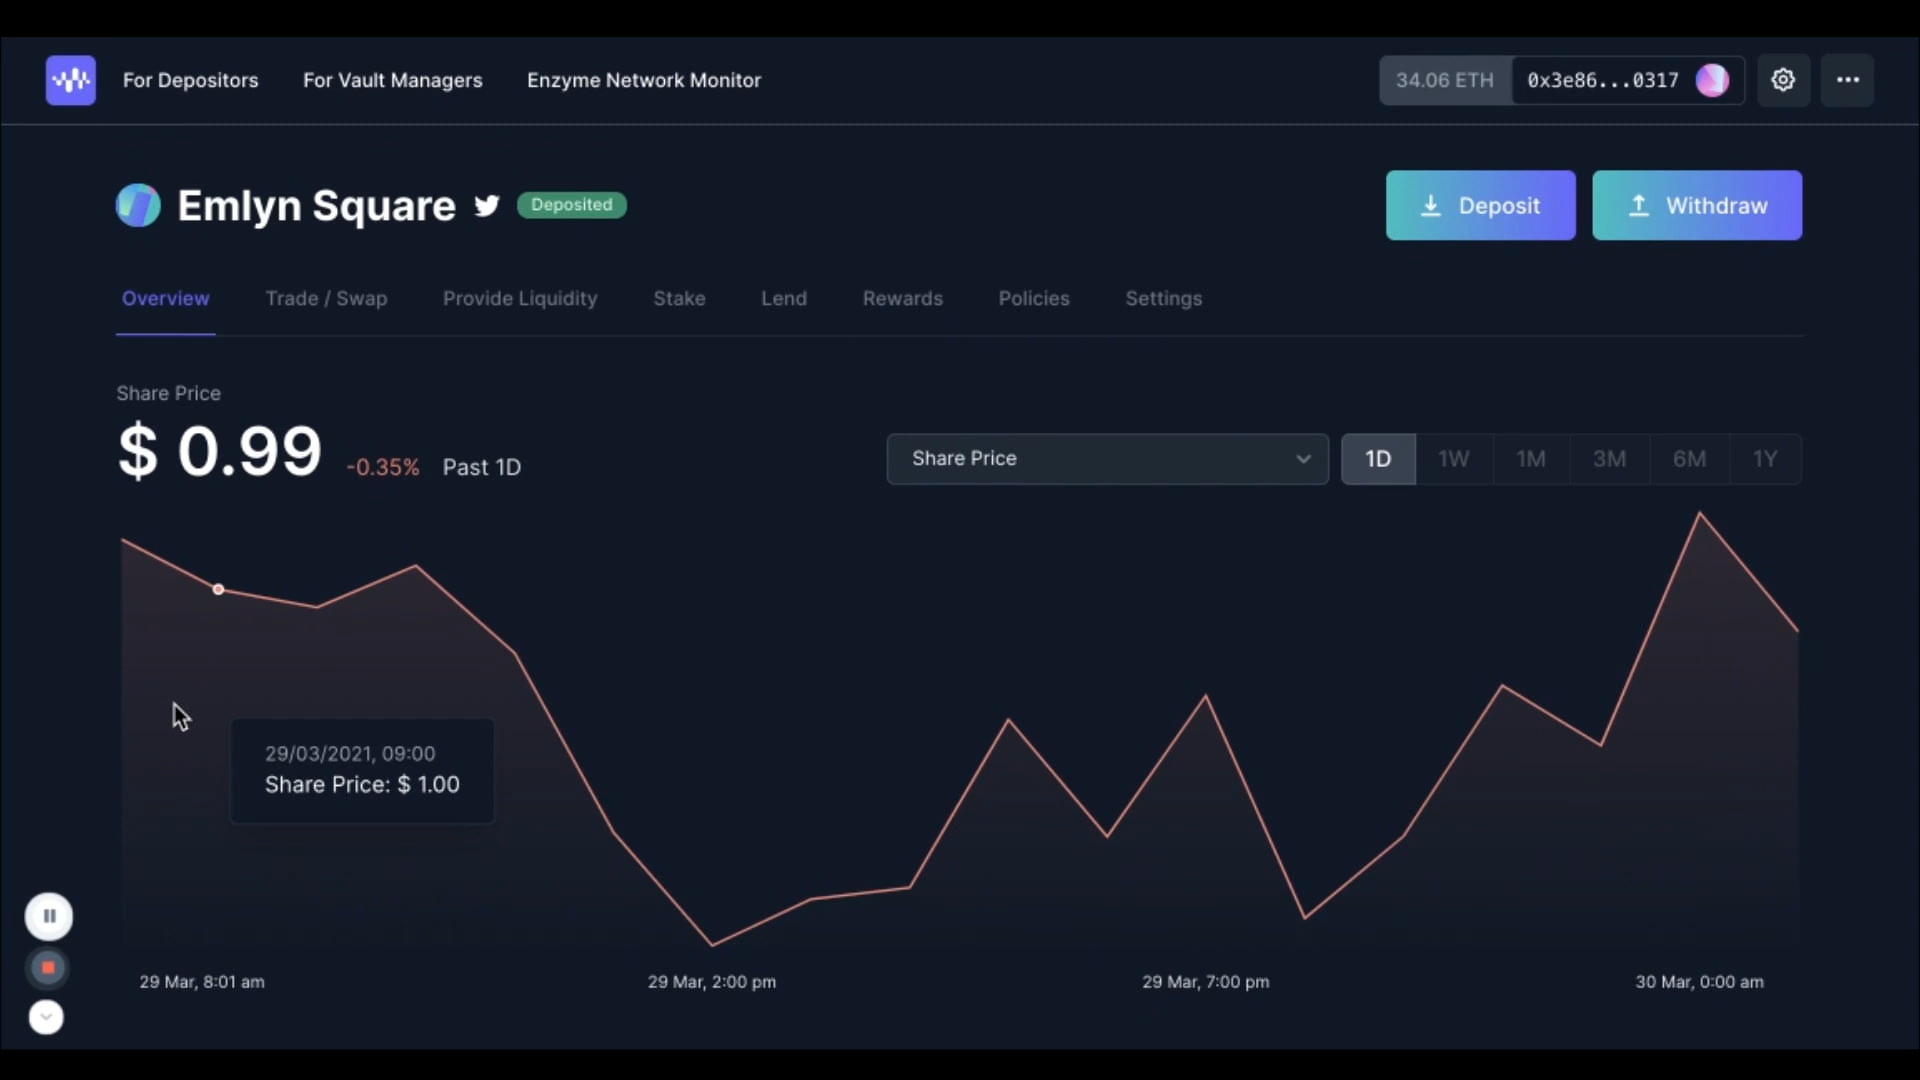 For Depositors
For Vault Managers
Enzyme Network Monitor
34.06 ETH
0x3e86...0317
Emlyn Square
Deposited
Deposit
Withdraw
Overview
Trade / Swap
Provide Liquidity
Stake
Lend
Rewards
Policies
Settings
Share Price
$ 0.99
-0.35%
Past 1D
Share Price
1D
1W
1M
3M
6M
1Y
29/03/2021, 09:00
Share Price: $ 1.00
29 Mar, 8:01 am
29 Mar, 2:00 pm
29 Mar, 7:00 pm
30 Mar, 0:00 am